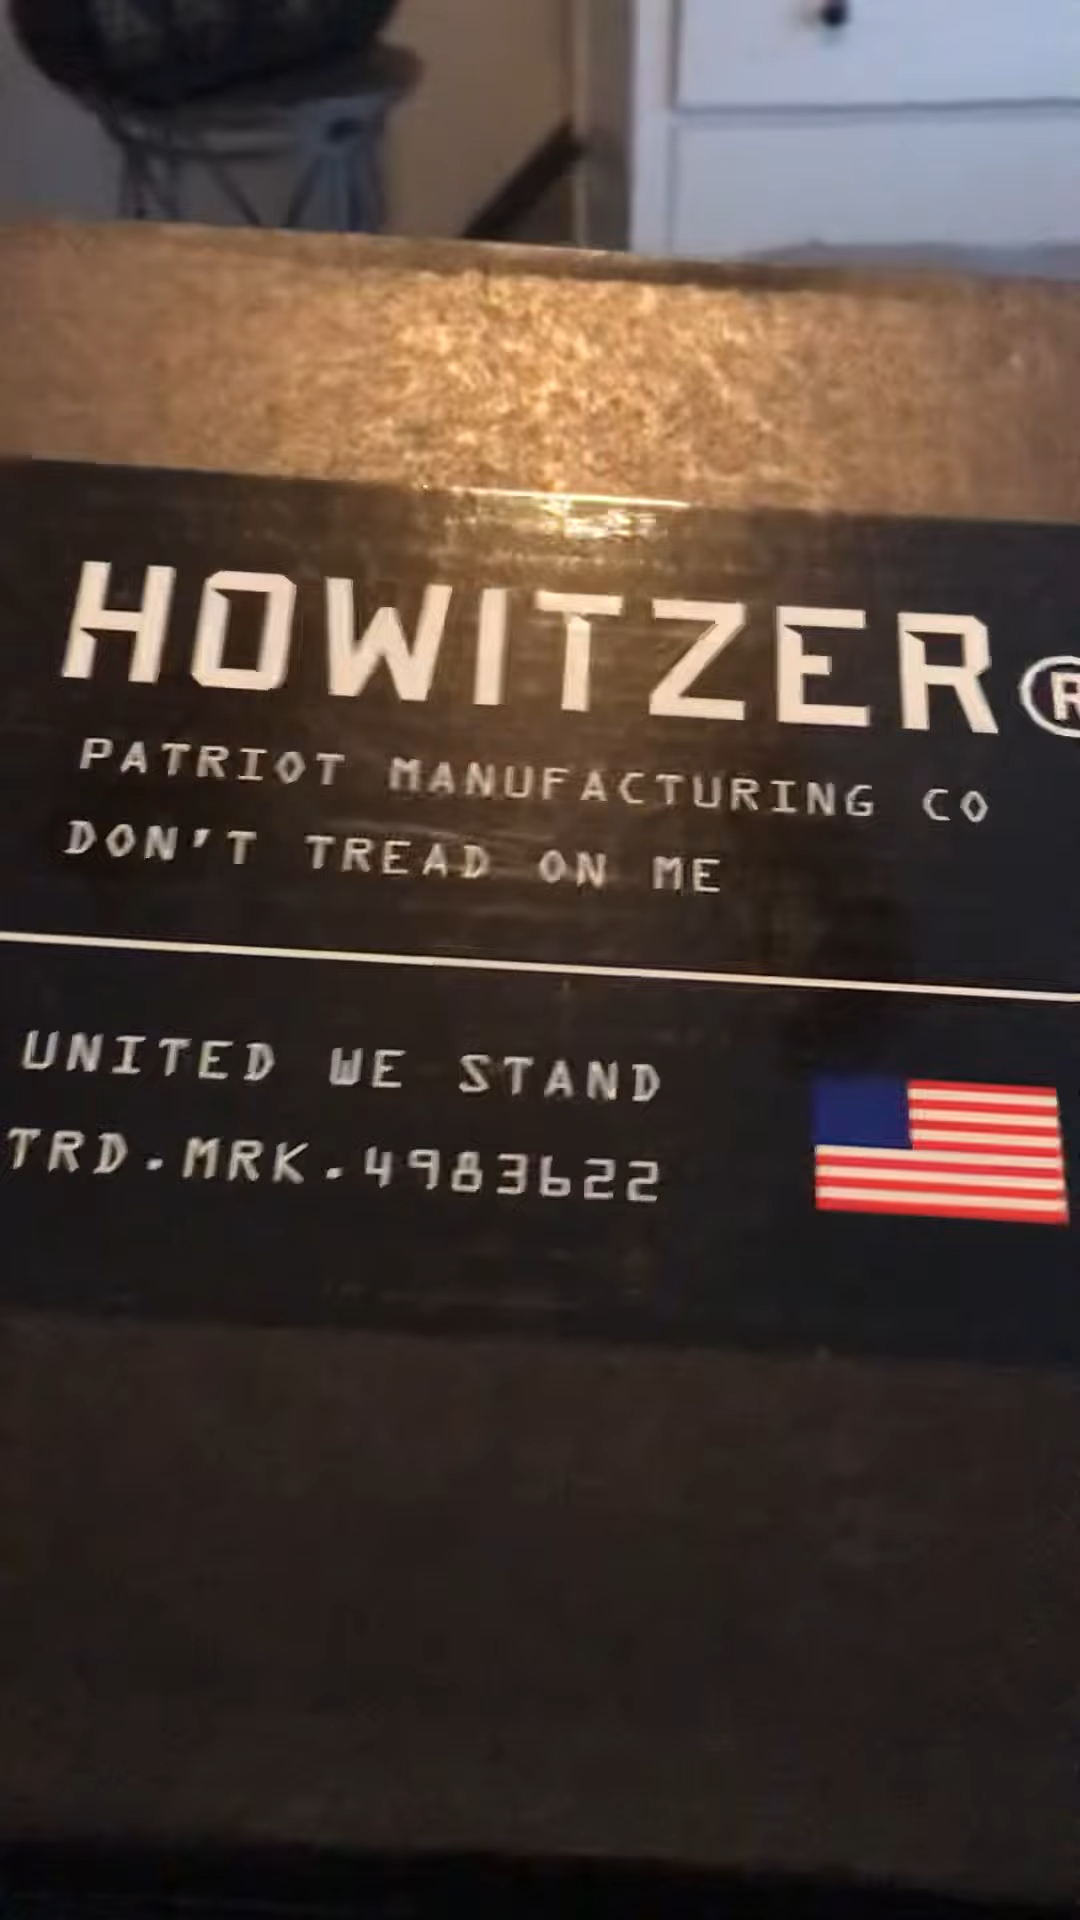 HOWITZER®
PATRIOT MANUFACTURING CO
DON'T TREAD ON ME
UNITED WE STAND
TRD.MRK.4983622